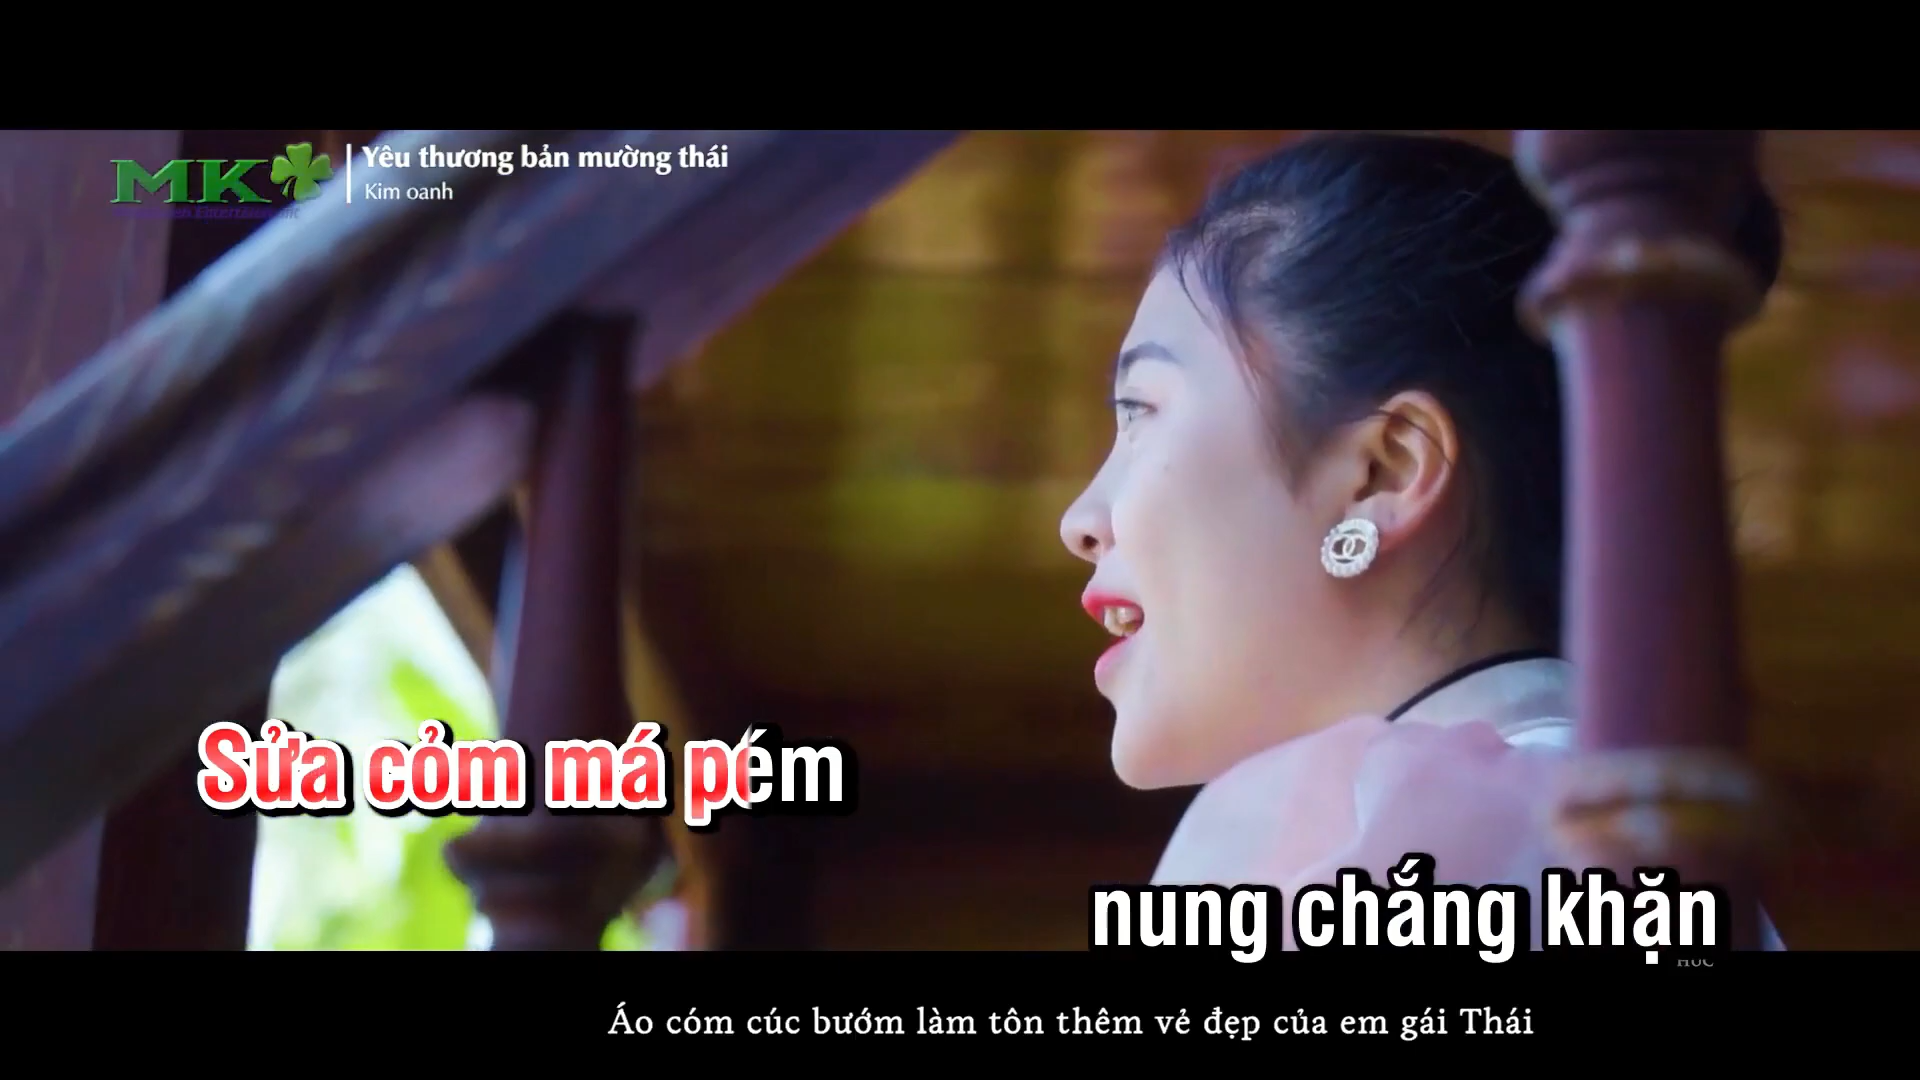 MK
Yêu thương bản mường thái
Kim oanh
Sửa cỏm má pém
nung chắng khặn
Áo cóm cúc bướm làm tôn thêm vẻ đẹp của em gái Thái